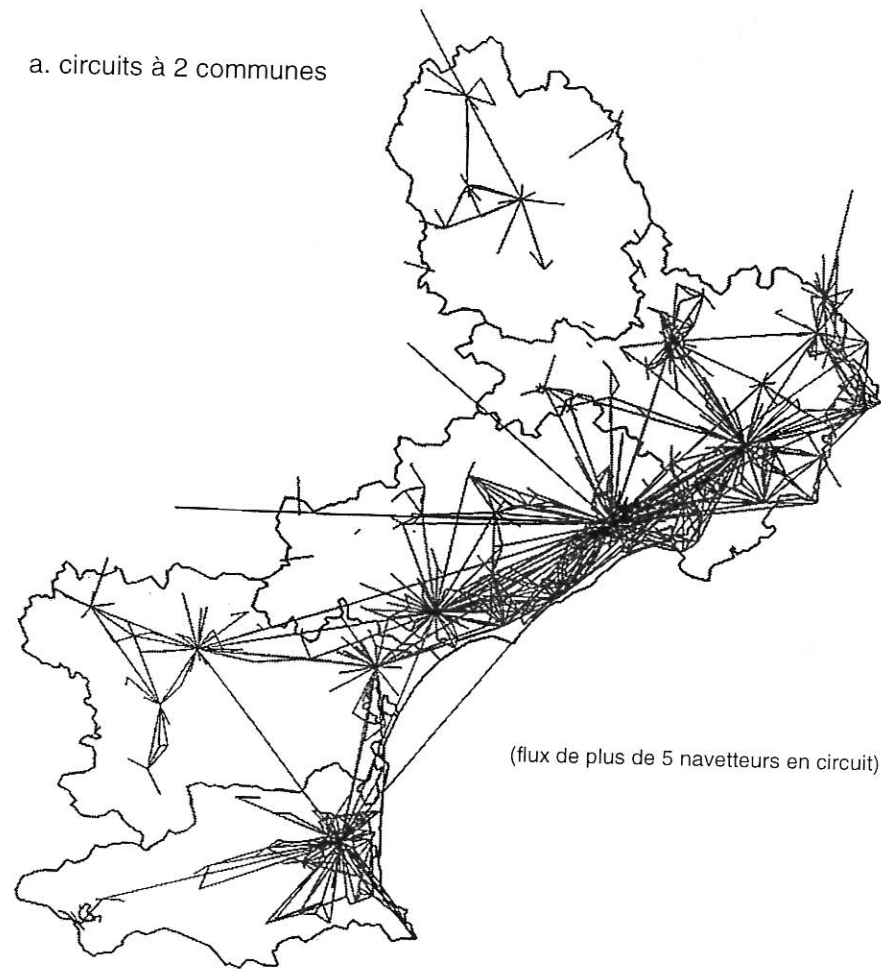 a. circuits à 2 communes
(flux de plus de 5 navetteurs en circuit)